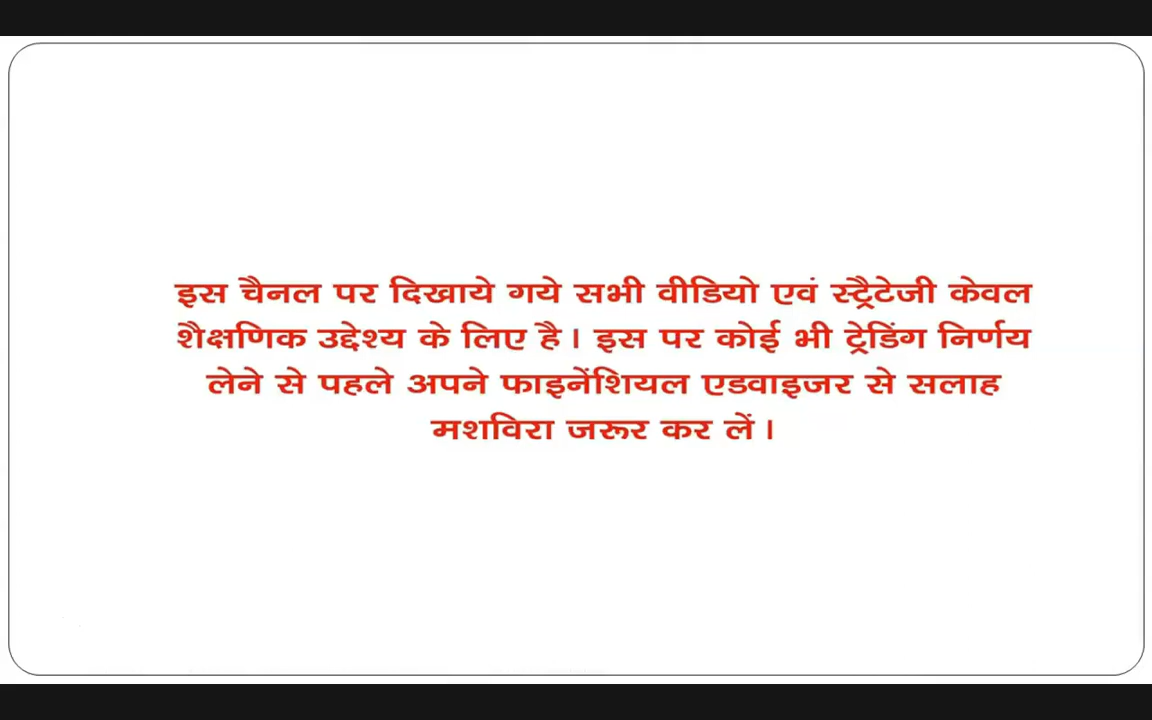 इस चैनल पर दिखाये गये सभी वीडियो एवं स्ट्रैटेजी केवल
शैक्षणिक उद्देश्य के लिए है। इस पर कोई भी ट्रेडिंग निर्णय
लेने से पहले अपने फाइनेंशियल एडवाइजर से सलाह
मशविरा जरूर कर लें।